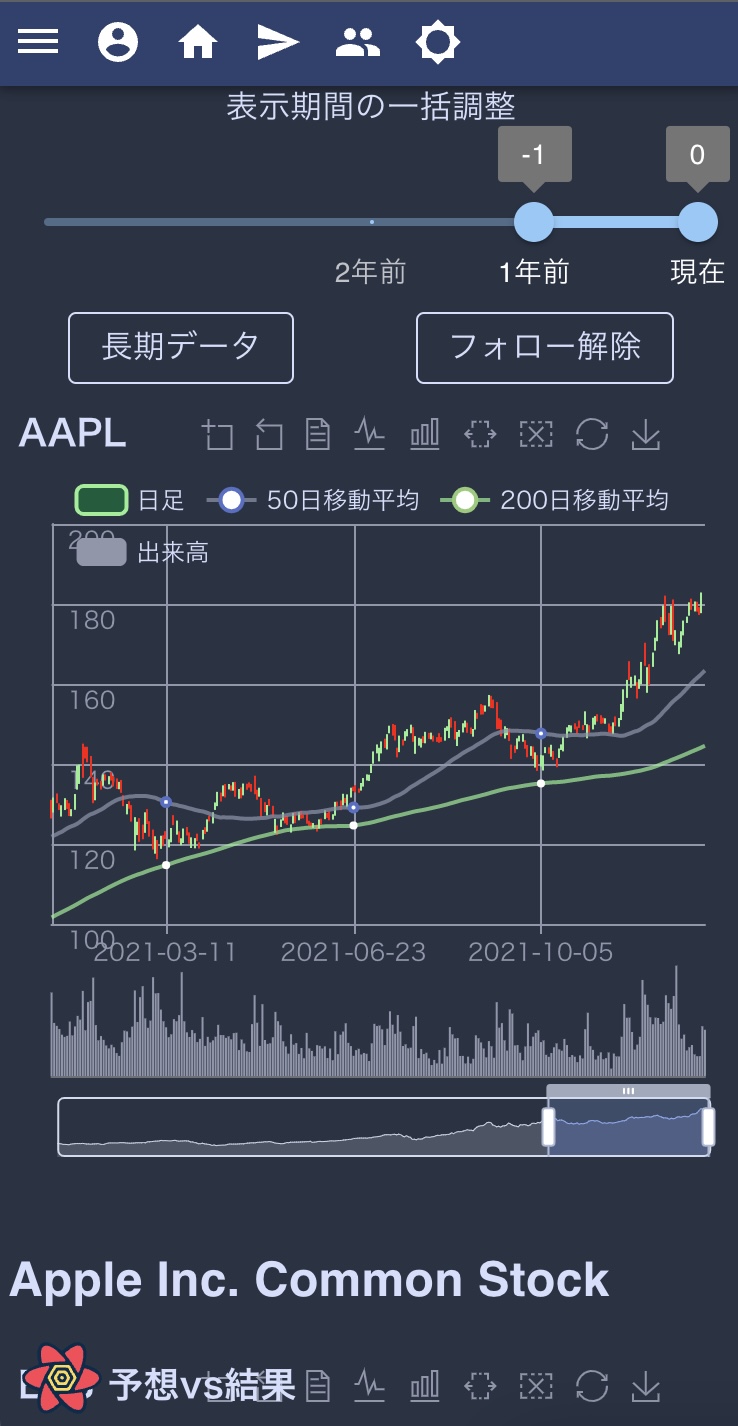 表示期間の一括調整
-1
0
2年前
1年前
現在
長期データ
フォロー解除
AAPL
日足
50日移動平均
200日移動平均
200
出来高
180
160
140
120
100
2021-03-11
2021-06-23
2021-10-05
Apple Inc. Common Stock
予想vs結果